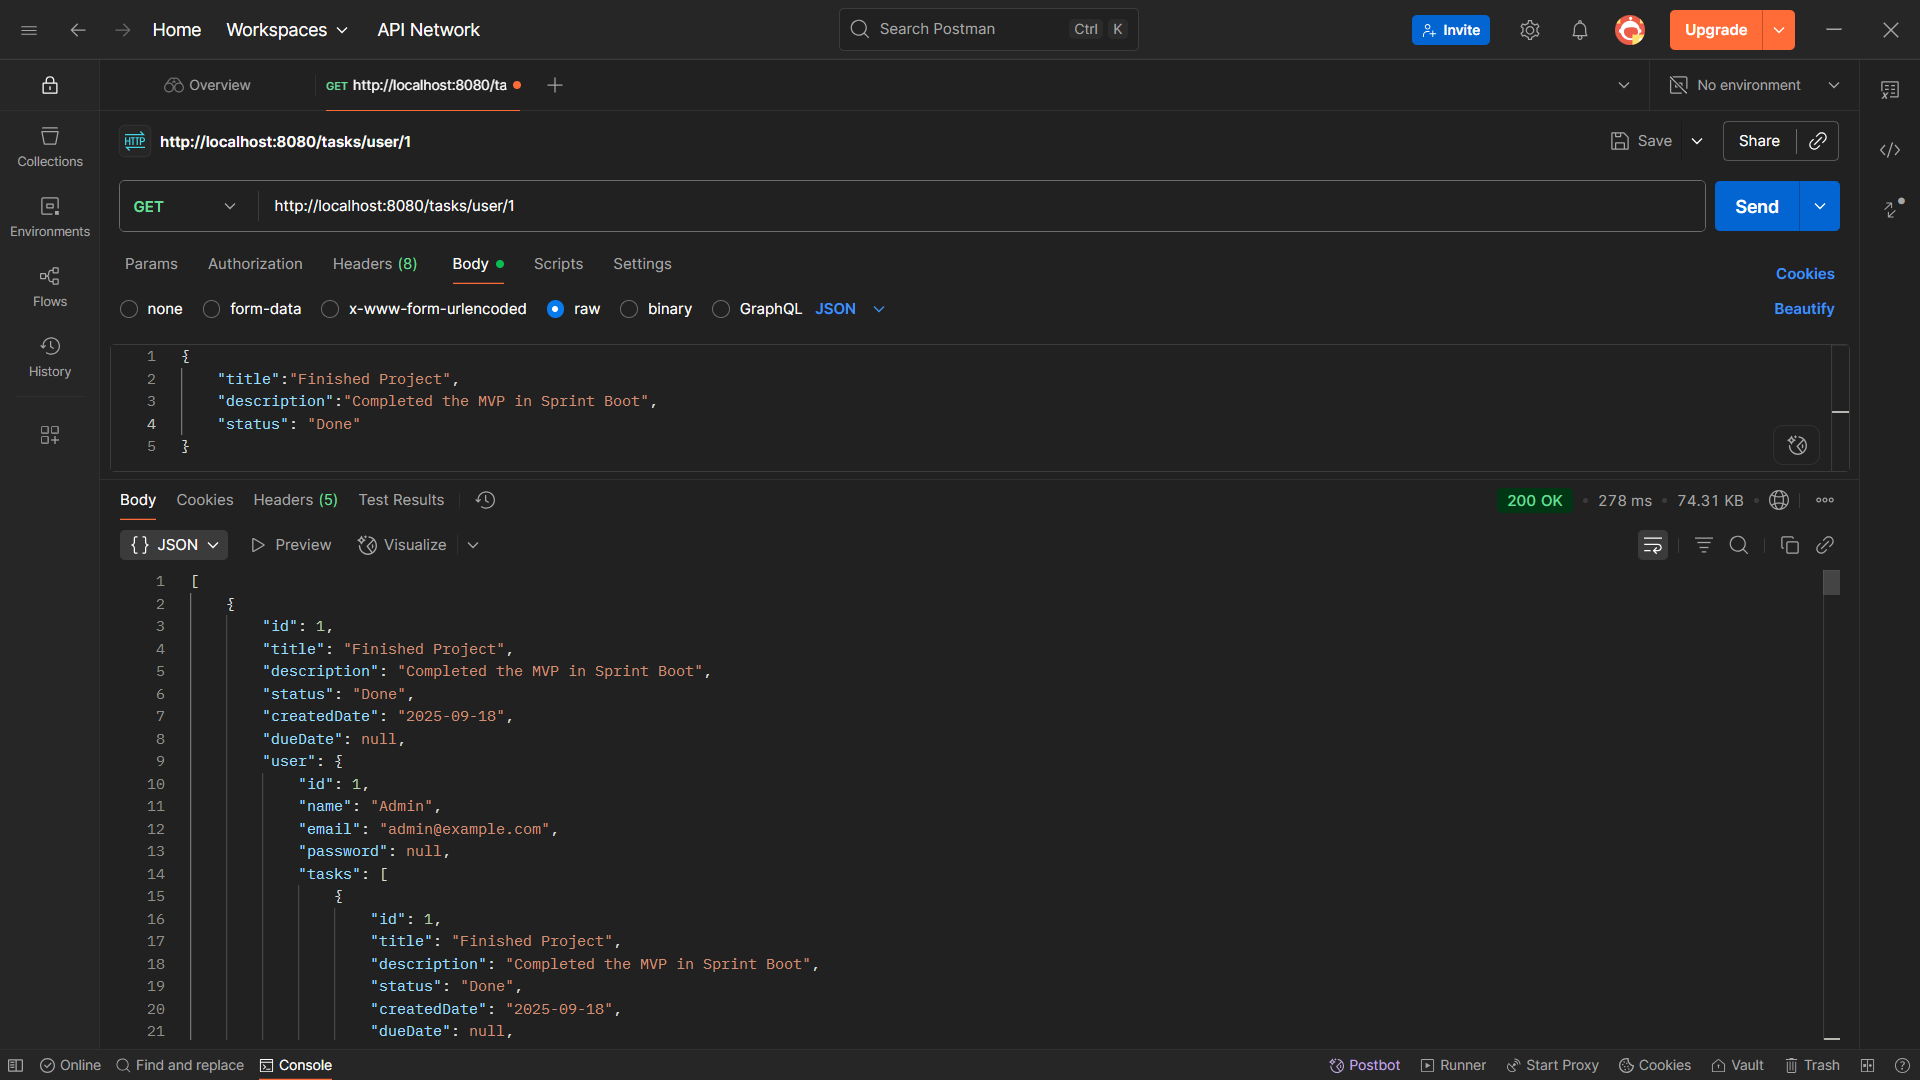 Home Workspaces API Network Search Postman Ctrl K Invite Upgrade
Overview GET http://localhost:8080/ta No environment
HTTP http://localhost:8080/tasks/user/1 Save Share
Collections
Environments
Flows
History
GET http://localhost:8080/tasks/user/1 Send
Params Authorization Headers (8) Body Scripts Settings Cookies
none form-data x-www-form-urlencoded raw binary GraphQL JSON Beautify
1 {
2 "title":"Finished Project",
3 "description":"Completed the MVP in Sprint Boot",
4 "status": "Done"
5 }
Body Cookies Headers (5) Test Results 200 OK • 278 ms • 74.31 KB •
{} JSON Preview Visualize
1 [
2 {
3 "id": 1,
4 "title": "Finished Project",
5 "description": "Completed the MVP in Sprint Boot",
6 "status": "Done",
7 "createdDate": "2025-09-18",
8 "dueDate": null,
9 "user": {
10 "id": 1,
11 "name": "Admin",
12 "email": "admin@example.com",
13 "password": null,
14 "tasks": [
15 {
16 "id": 1,
17 "title": "Finished Project",
18 "description": "Completed the MVP in Sprint Boot",
19 "status": "Done",
20 "createdDate": "2025-09-18",
21 "dueDate": null,
Online Find and replace Console Postbot Runner Start Proxy Cookies Vault Trash